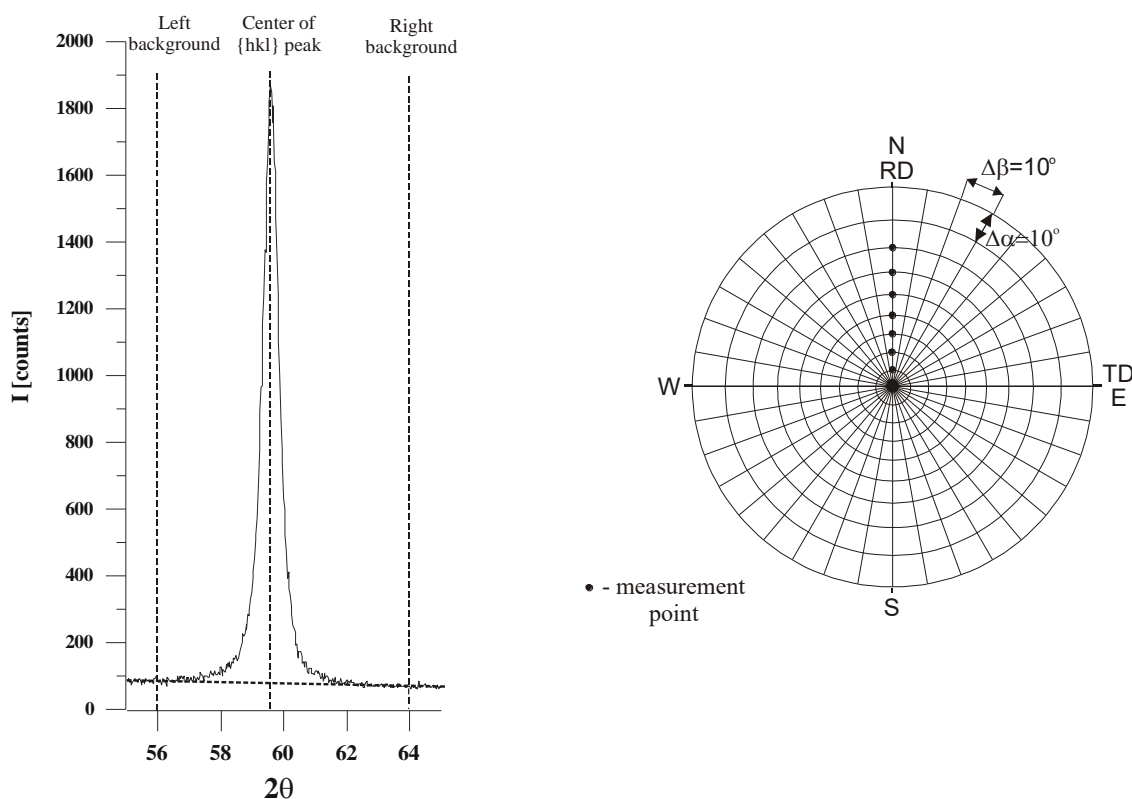 Left
background
Center of
{hkl} peak
Right
background
2000
1800
1600
1400
1200
1000
800
600
400
200
0
I [counts]
56
58
60
62
64
2θ
N
RD
Δβ=10°
Δα=10°
W
TD
E
S
- measurement
point